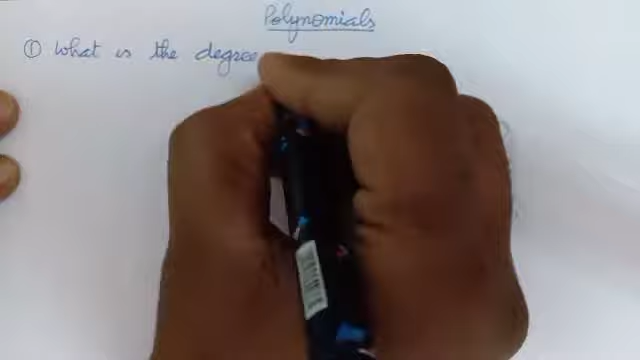 Polynomials
① What is the degree